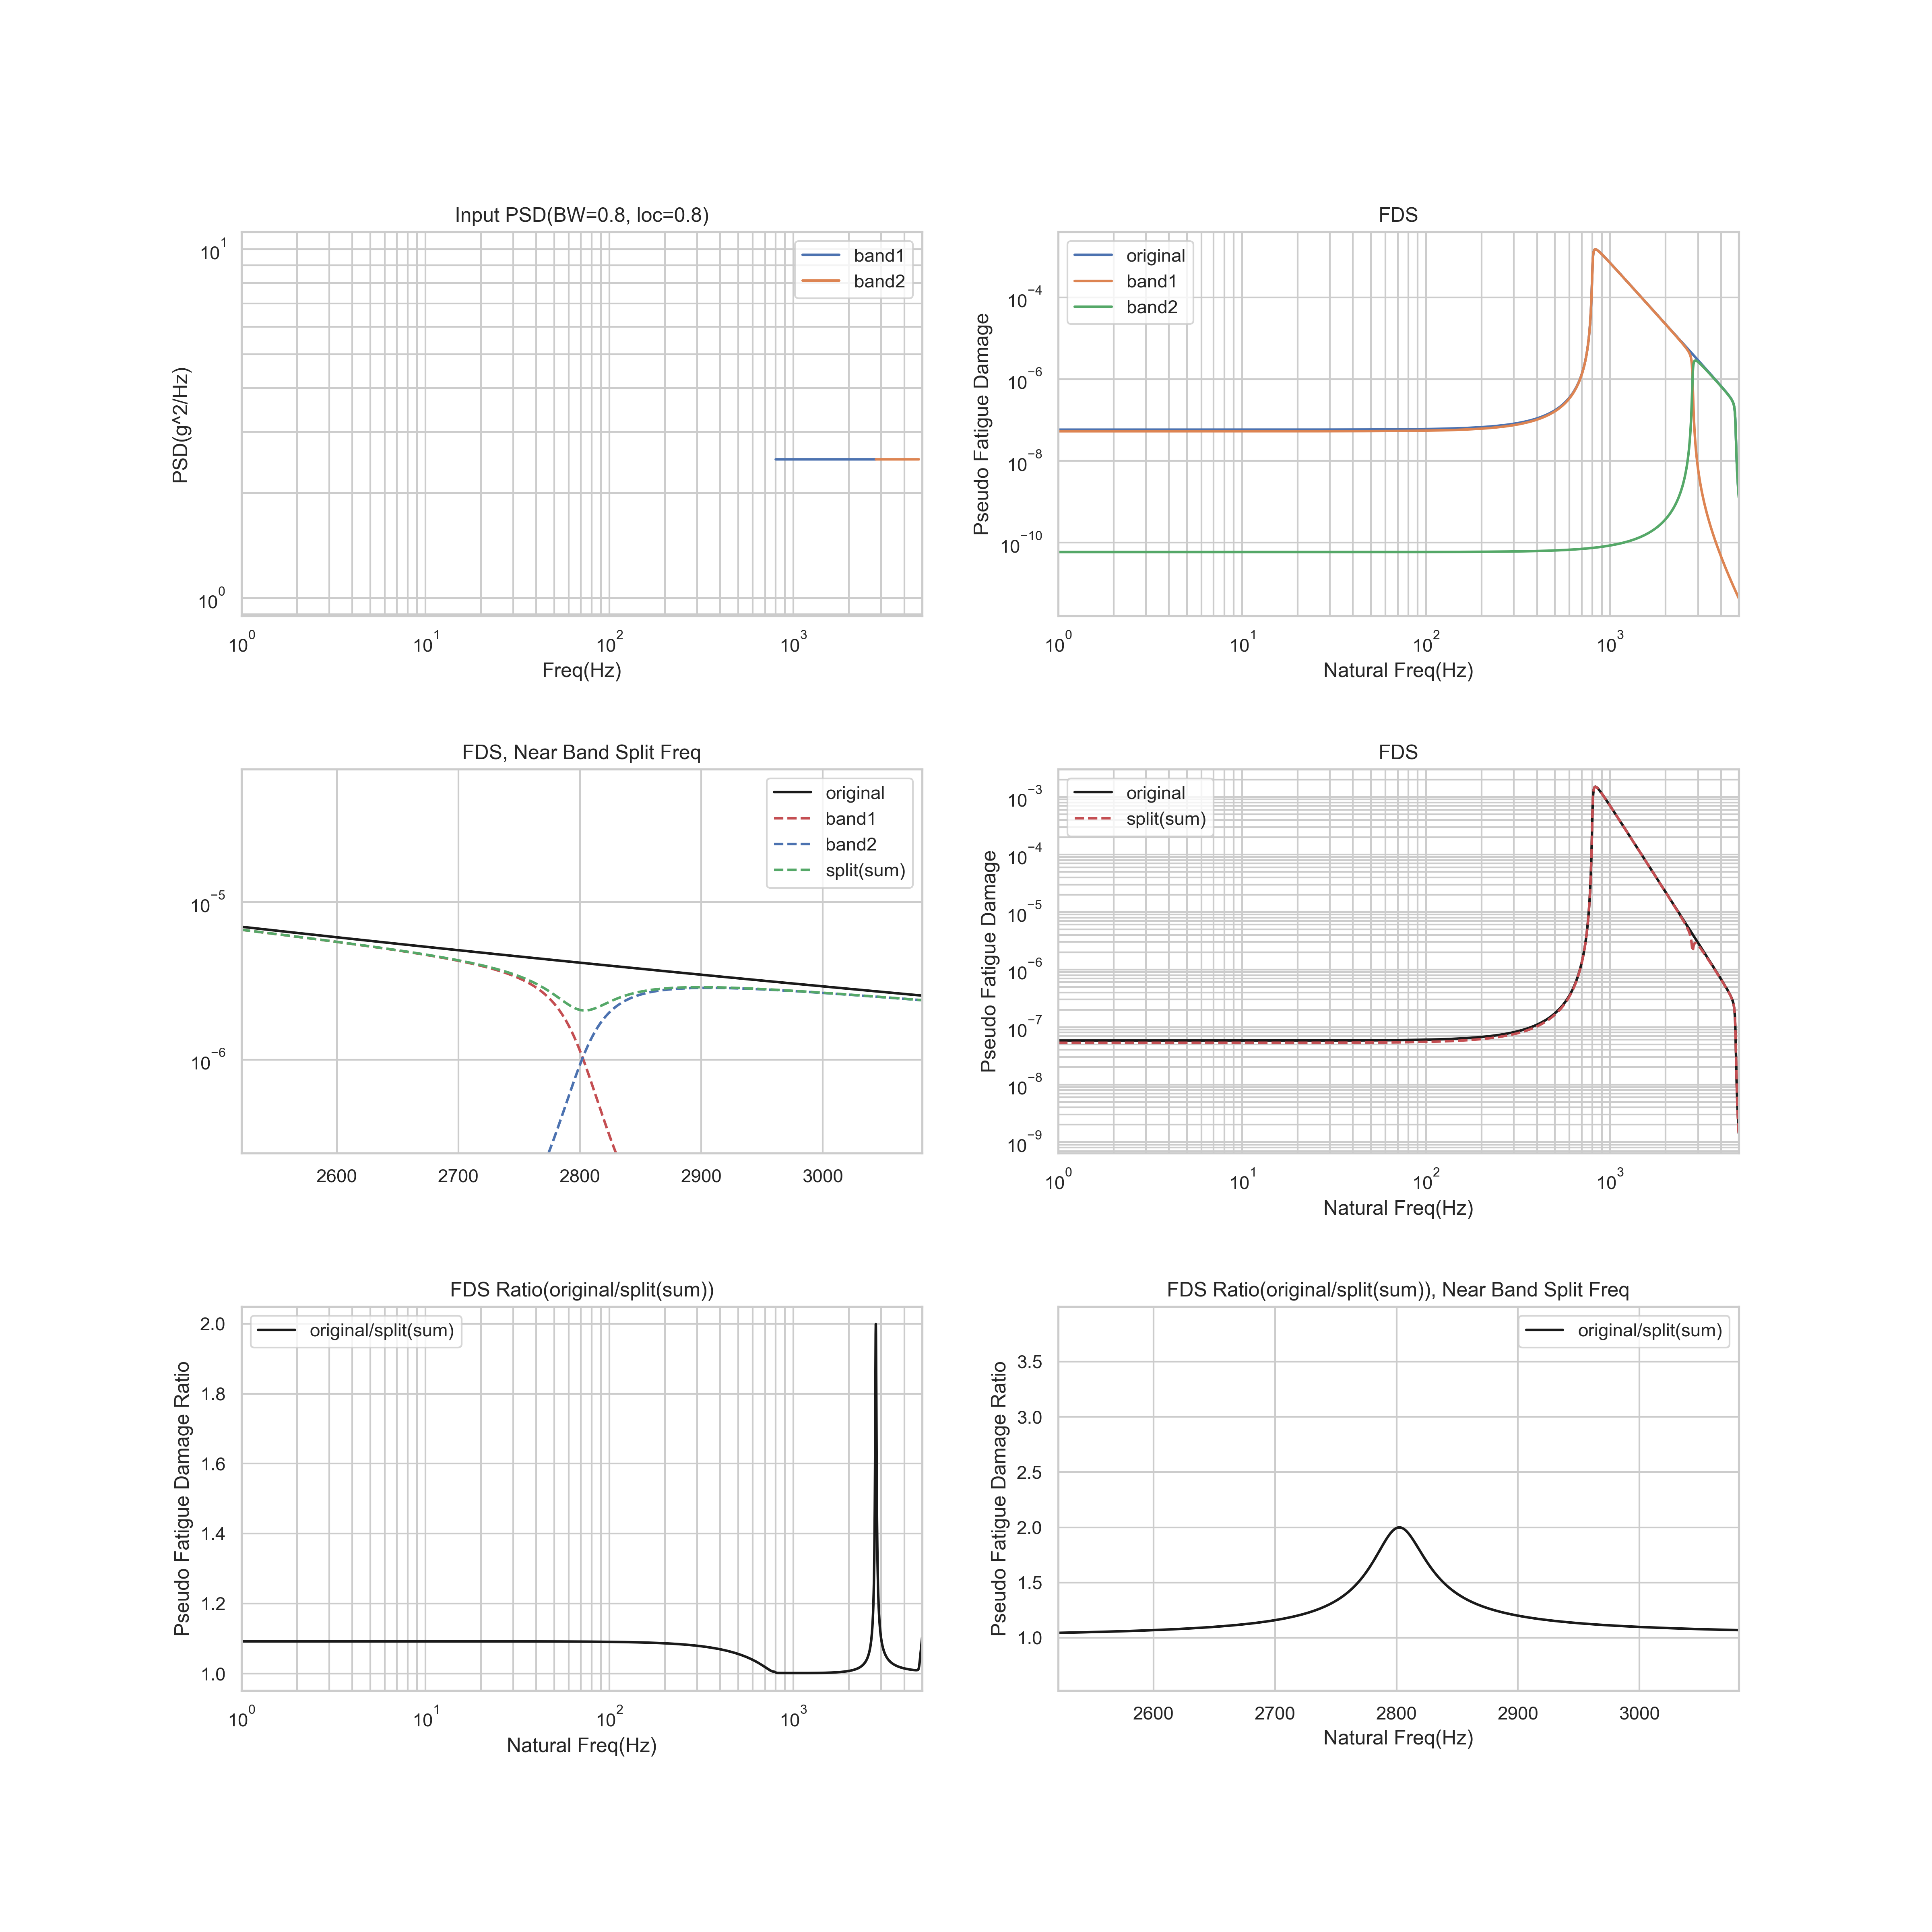 Input PSD(BW=0.8, loc=0.8)
PSD(g^2/Hz)
10^1
10^0
band1
band2
10^0 10^1 10^2 10^3
Freq(Hz)
FDS
Pseudo Fatigue Damage
10^−4
10^−6
10^−8
10^−10
original
band1
band2
10^0 10^1 10^2 10^3
Natural Freq(Hz)
FDS, Near Band Split Freq
10^−5
10^−6
original
band1
band2
split(sum)
2600 2700 2800 2900 3000
FDS
Pseudo Fatigue Damage
10^−3
10^−4
10^−5
10^−6
10^−7
10^−8
10^−9
original
split(sum)
10^0 10^1 10^2 10^3
Natural Freq(Hz)
FDS Ratio(original/split(sum))
Pseudo Fatigue Damage Ratio
2.0
1.8
1.6
1.4
1.2
1.0
original/split(sum)
10^0 10^1 10^2 10^3
Natural Freq(Hz)
FDS Ratio(original/split(sum)), Near Band Split Freq
Pseudo Fatigue Damage Ratio
3.5
3.0
2.5
2.0
1.5
1.0
original/split(sum)
2600 2700 2800 2900 3000
Natural Freq(Hz)